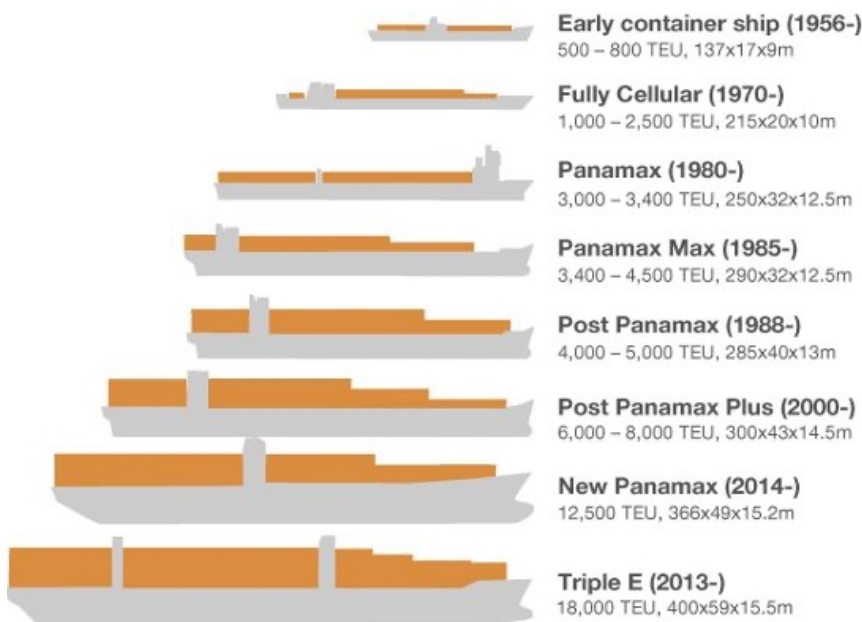 Early container ship (1956-)
500 – 800 TEU, 137x17x9m
Fully Cellular (1970-)
1,000 – 2,500 TEU, 215x20x10m
Panamax (1980-)
3,000 – 3,400 TEU, 250x32x12.5m
Panamax Max (1985-)
3,400 – 4,500 TEU, 290x32x12.5m
Post Panamax (1988-)
4,000 – 5,000 TEU, 285x40x13m
Post Panamax Plus (2000-)
6,000 – 8,000 TEU, 300x43x14.5m
New Panamax (2014-)
12,500 TEU, 366x49x15.2m
Triple E (2013-)
18,000 TEU, 400x59x15.5m